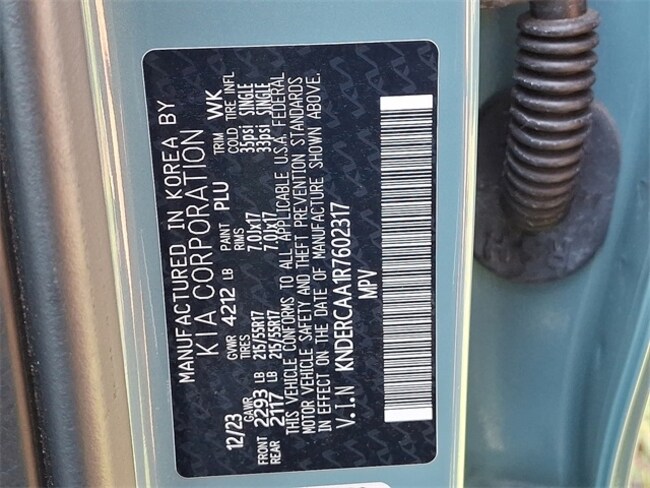 MANUFACTURED IN KOREA BY
KIA CORPORATION
12/23 GVWR 4212 LB PAINT PLU TRIM WK
GAWR TIRES RIMS COLD TIRE INFL
FRONT 2293 LB 215/55R17 7.0Jx17 35psi SINGLE
REAR 2117 LB 215/55R17 7.0Jx17 33psi SINGLE
THIS VEHICLE CONFORMS TO ALL APPLICABLE U.S.A. FEDERAL
MOTOR VEHICLE SAFETY AND THEFT PREVENTION STANDARDS
IN EFFECT ON THE DATE OF MANUFACTURE SHOWN ABOVE.
V.I.N KNDERCAA1R7602317
MPV